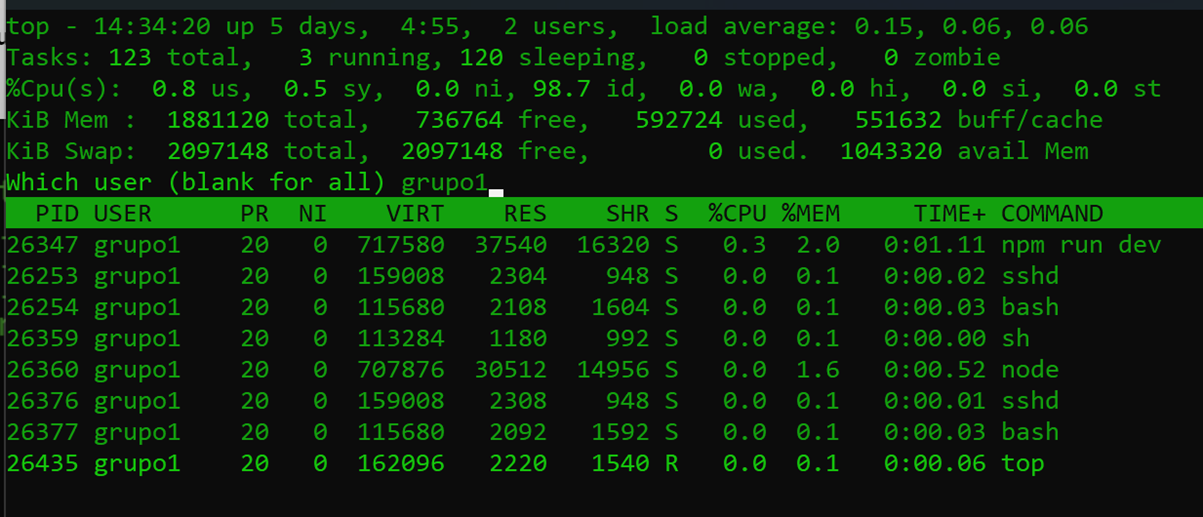 top - 14:34:20 up 5 days,  4:55,  2 users,  load average: 0.15, 0.06, 0.06
Tasks: 123 total,   3 running, 120 sleeping,   0 stopped,   0 zombie
%Cpu(s):  0.8 us,  0.5 sy,  0.0 ni, 98.7 id,  0.0 wa,  0.0 hi,  0.0 si,  0.0 st
KiB Mem :  1881120 total,   736764 free,   592724 used,   551632 buff/cache
KiB Swap:  2097148 total,  2097148 free,        0 used.  1043320 avail Mem
Which user (blank for all) grupo1
  PID USER      PR  NI    VIRT    RES    SHR S  %CPU %MEM     TIME+ COMMAND
26347 grupo1    20   0  717580  37540  16320 S   0.3  2.0   0:01.11 npm run dev
26253 grupo1    20   0  159008   2304    948 S   0.0  0.1   0:00.02 sshd
26254 grupo1    20   0  115680   2108   1604 S   0.0  0.1   0:00.03 bash
26359 grupo1    20   0  113284   1180    992 S   0.0  0.1   0:00.00 sh
26360 grupo1    20   0  707876  30512  14956 S   0.0  1.6   0:00.52 node
26376 grupo1    20   0  159008   2308    948 S   0.0  0.1   0:00.01 sshd
26377 grupo1    20   0  115680   2092   1592 S   0.0  0.1   0:00.03 bash
26435 grupo1    20   0  162096   2220   1540 R   0.0  0.1   0:00.06 top